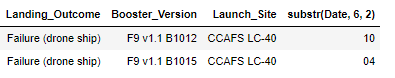 Landing_Outcome Booster_Version Launch_Site substr(Date, 6, 2)
Failure (drone ship) F9 v1.1 B1012 CCAFS LC-40 10
Failure (drone ship) F9 v1.1 B1015 CCAFS LC-40 04